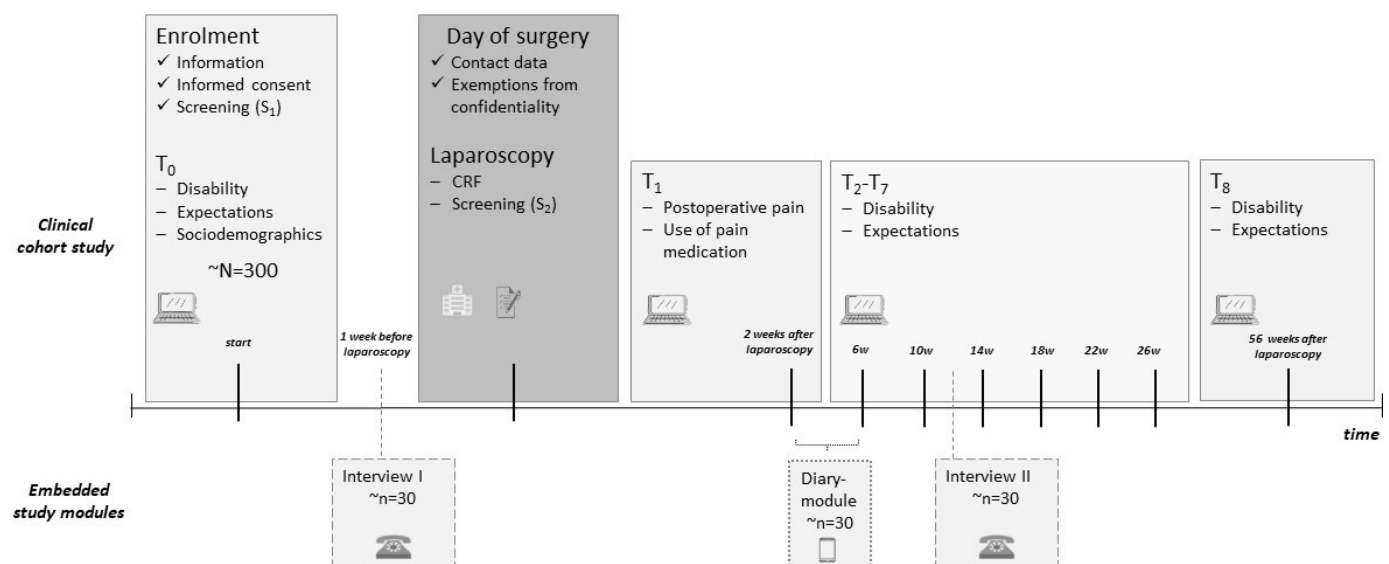 Enrolment
✓ Information
✓ Informed consent
✓ Screening (S₁)
T₀
– Disability
– Expectations
– Sociodemographics
~N=300
start
1 week before
laparoscopy
Day of surgery
✓ Contact data
✓ Exemptions from
confidentiality
Laparoscopy
– CRF
– Screening (S₂)
T₁
– Postoperative pain
– Use of pain
medication
2 weeks after
laparoscopy
T₂-T₇
– Disability
– Expectations
6w
10w
14w
18w
22w
26w
T₈
– Disability
– Expectations
56 weeks after
laparoscopy
Clinical
cohort study
time
Embedded
study modules
Interview I
~n=30
Diary-
module
~n=30
Interview II
~n=30